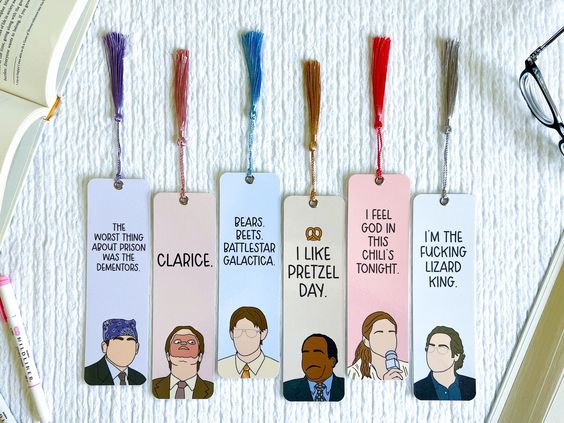 THE
WORST THING
ABOUT PRISON
WAS THE
DEMENTORS.
CLARICE.
BEARS.
BEETS.
BATTLESTAR
GALACTICA.
I LIKE
PRETZEL
DAY.
I FEEL
GOD IN
THIS
CHILI'S
TONIGHT.
I'M THE
FUCKING
LIZARD
KING.